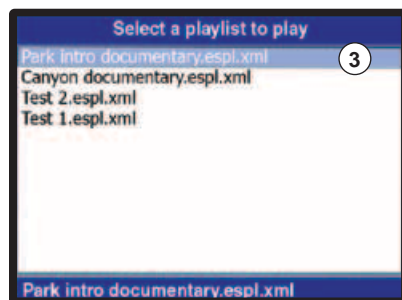 Select a playlist to play
Park intro documentary.espl.xml
3
Canyon documentary.espl.xml
Test 2.espl.xml
Test 1.espl.xml
Park intro documentary.espl.xml